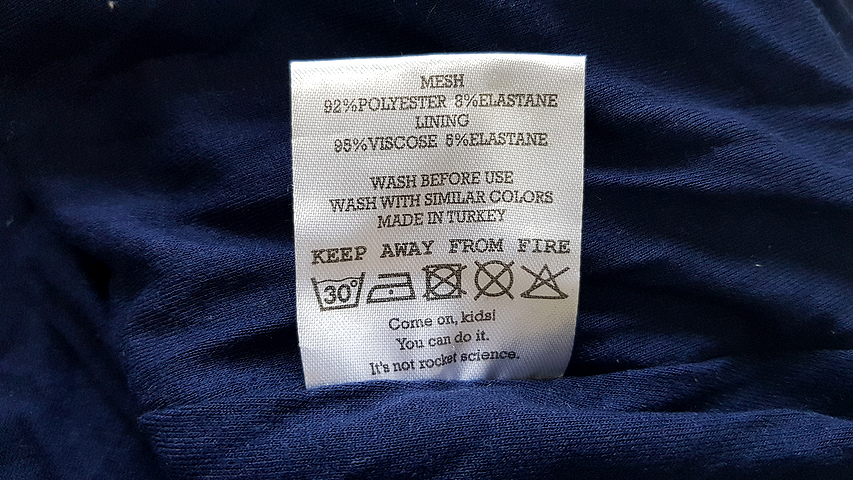 MESH
92%POLYESTER 8%ELASTANE
LINING
95%VISCOSE 5%ELASTANE
WASH BEFORE USE
WASH WITH SIMILAR COLORS
MADE IN TURKEY
KEEP AWAY FROM FIRE
30°
Come on, kids!
You can do it.
It's not rocket science.